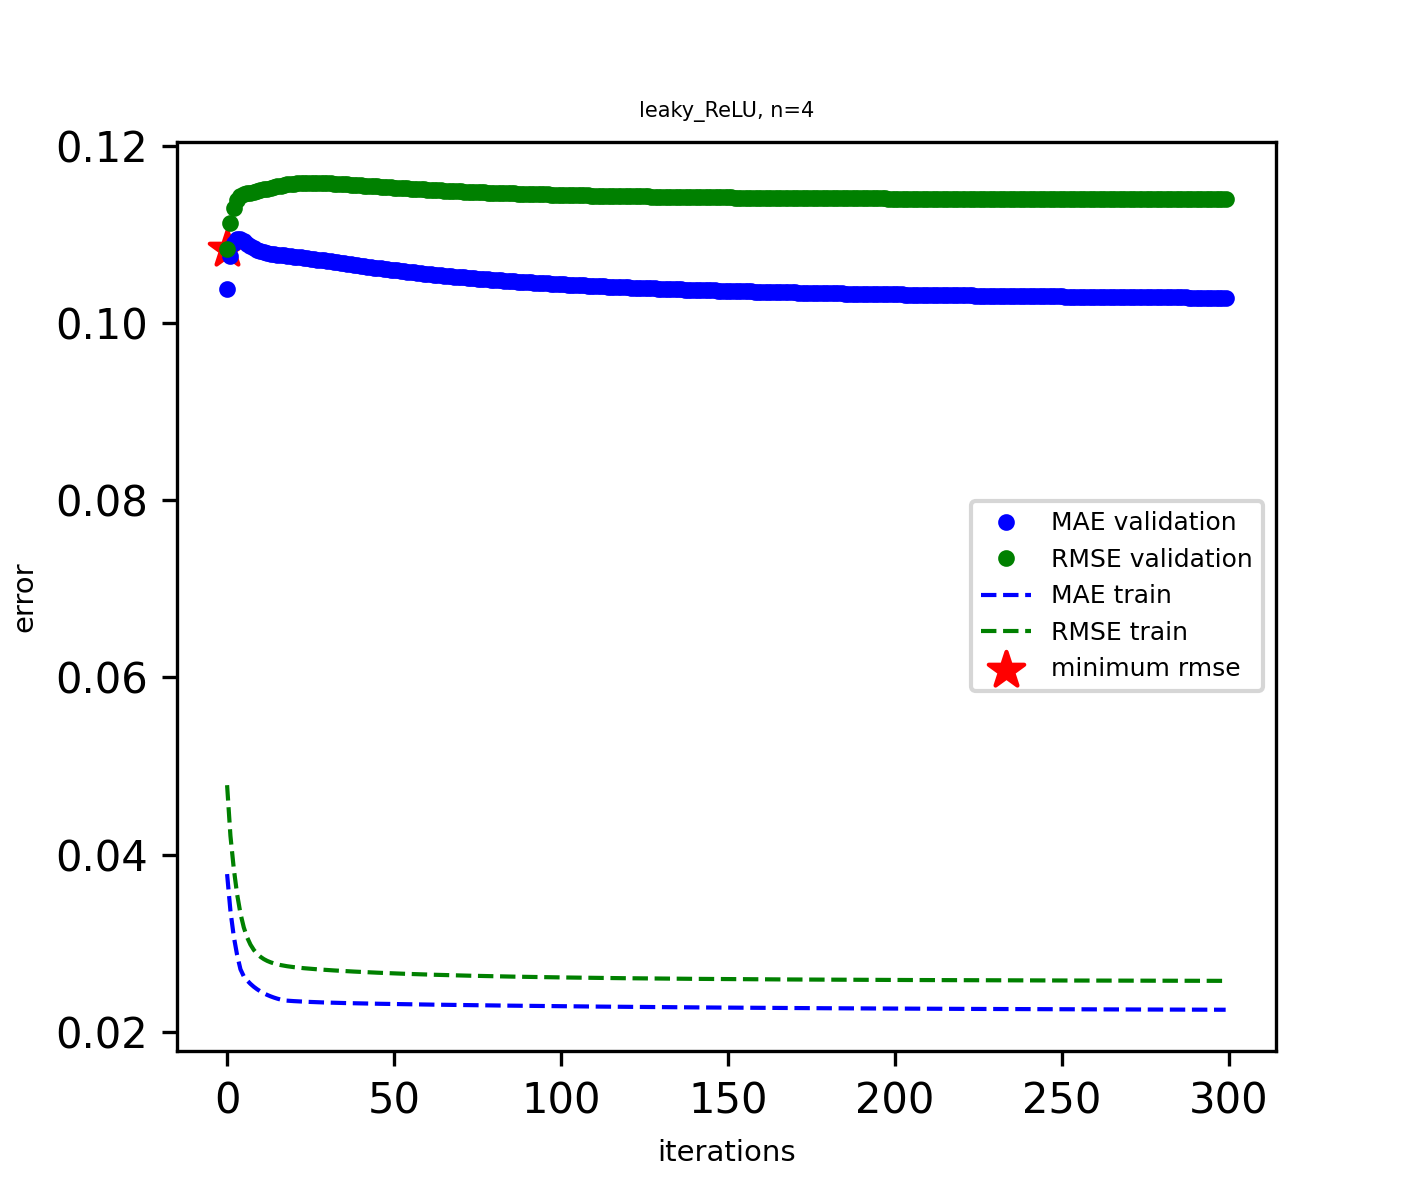 leaky_ReLU, n=4
0.12
0.10
0.08
0.06
0.04
0.02
error
MAE validation
RMSE validation
MAE train
RMSE train
minimum rmse
0 50 100 150 200 250 300
iterations